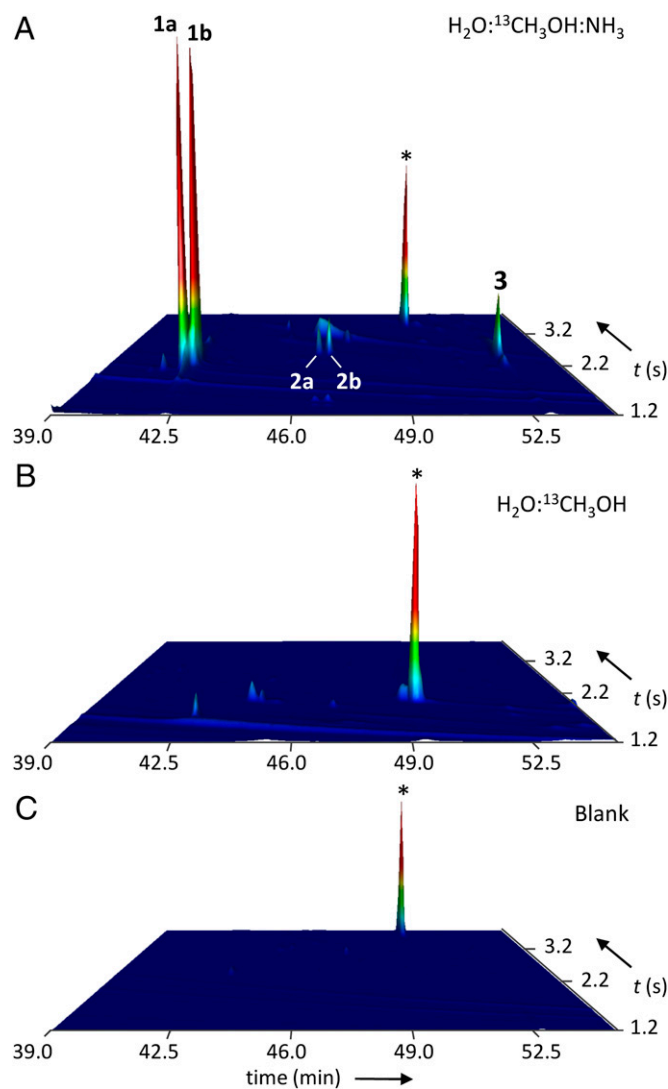 A
1a
1b
H₂O:¹³CH₃OH:NH₃
*
3
2a
2b
3.2
2.2
t (s)
1.2
39.0 42.5 46.0 49.0 52.5
B
*
H₂O:¹³CH₃OH
3.2
2.2
t (s)
1.2
39.0 42.5 46.0 49.0 52.5
C
*
Blank
3.2
2.2
t (s)
1.2
39.0 42.5 46.0 49.0 52.5
time (min)